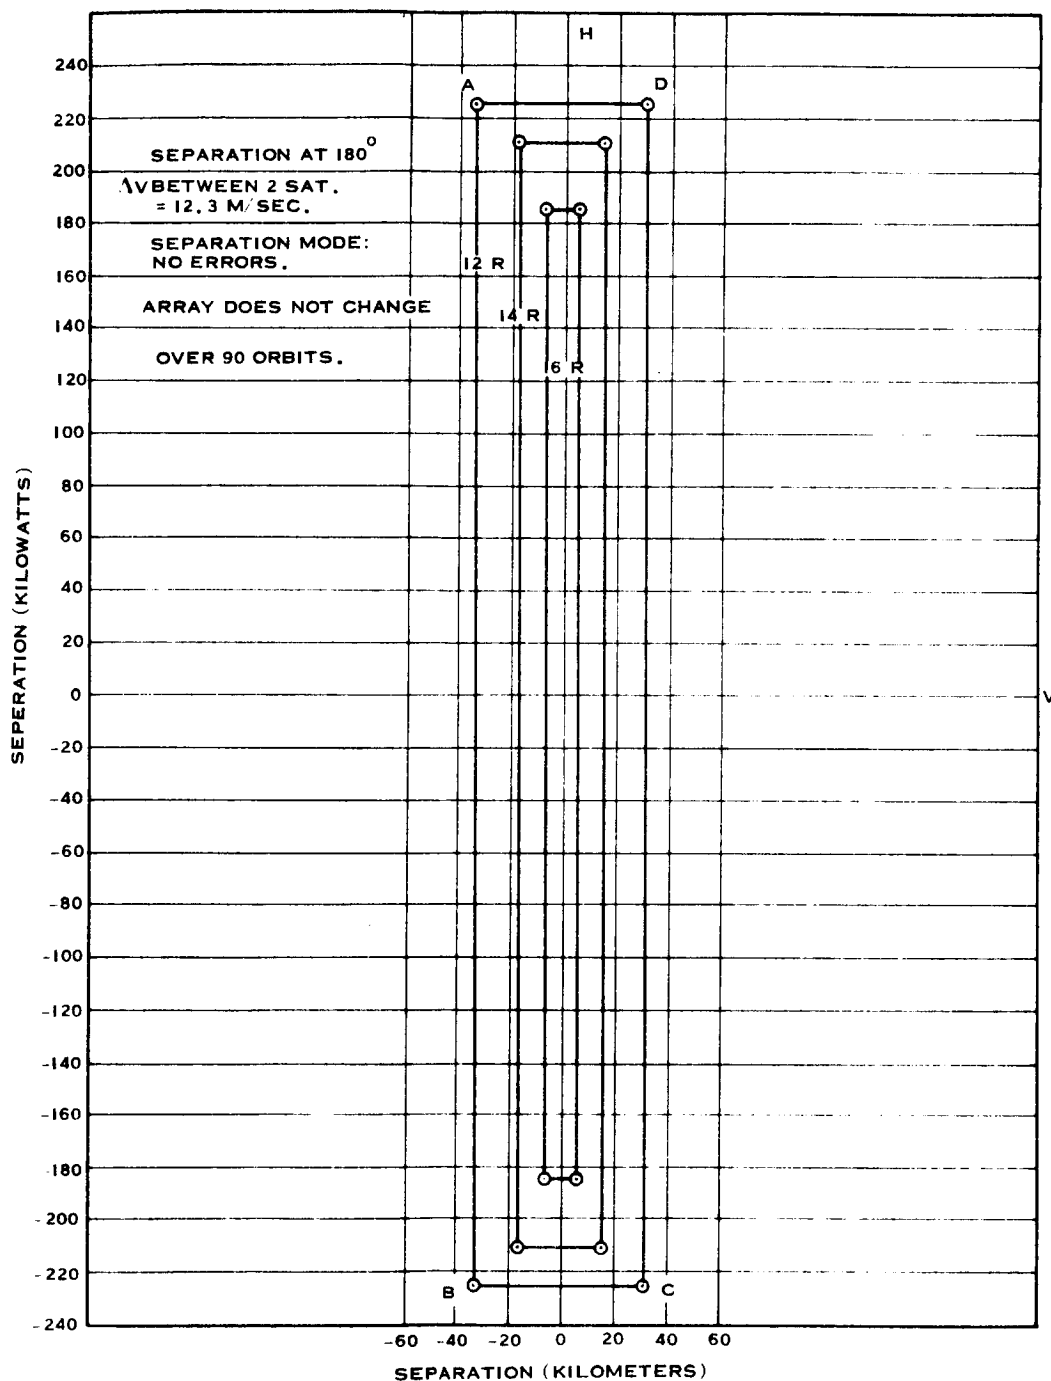 H
240
A
D
220
SEPARATION AT 180°
200
ΔV BETWEEN 2 SAT.
= 12.3 M/SEC.
180
SEPARATION MODE:
NO ERRORS.
12 R
160
ARRAY DOES NOT CHANGE
14 R
140
OVER 90 ORBITS.
6 R
120
100
80
60
40
20
0
V
-20
-40
-60
-80
-100
-120
-140
-160
-180
-200
-220
B
C
-240
SEPERATION (KILOWATTS)
-60 -40 -20 0 20 40 60
SEPARATION (KILOMETERS)